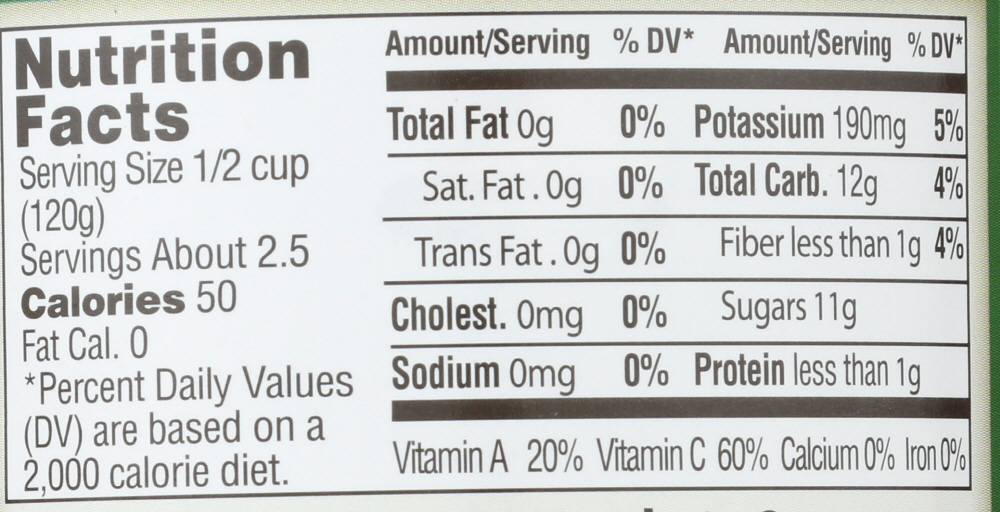 Nutrition
Facts
Serving Size 1/2 cup
(120g)
Servings About 2.5
Calories 50
Fat Cal. 0
*Percent Daily Values
(DV) are based on a
2,000 calorie diet.
Amount/Serving % DV* Amount/Serving % DV*
Total Fat 0g 0% Potassium 190mg 5%
Sat. Fat . 0g 0% Total Carb. 12g 4%
Trans Fat . 0g 0% Fiber less than 1g 4%
Cholest. 0mg 0% Sugars 11g
Sodium 0mg 0% Protein less than 1g
Vitamin A 20% Vitamin C 60% Calcium 0% Iron 0%